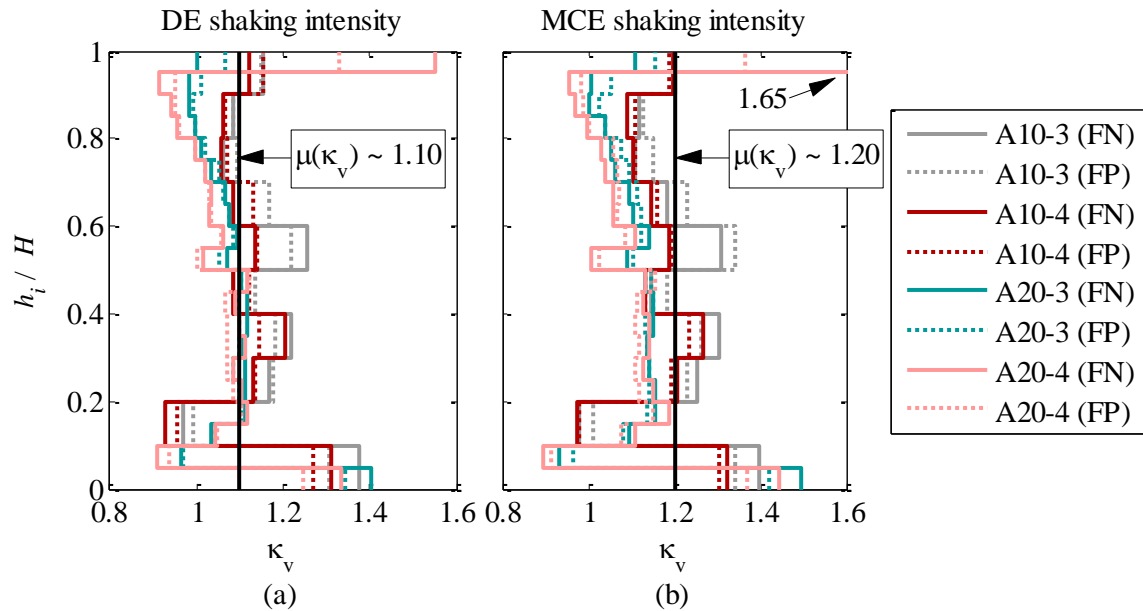 DE shaking intensity
MCE shaking intensity
h_i / H
1
0.8
0.6
0.4
0.2
0
0.8 1 1.2 1.4 1.6
κ_v
(a)
μ(κ_v) ~ 1.10
0.8 1 1.2 1.4 1.6
κ_v
(b)
μ(κ_v) ~ 1.20
1.65
A10-3 (FN)
A10-3 (FP)
A10-4 (FN)
A10-4 (FP)
A20-3 (FN)
A20-3 (FP)
A20-4 (FN)
A20-4 (FP)